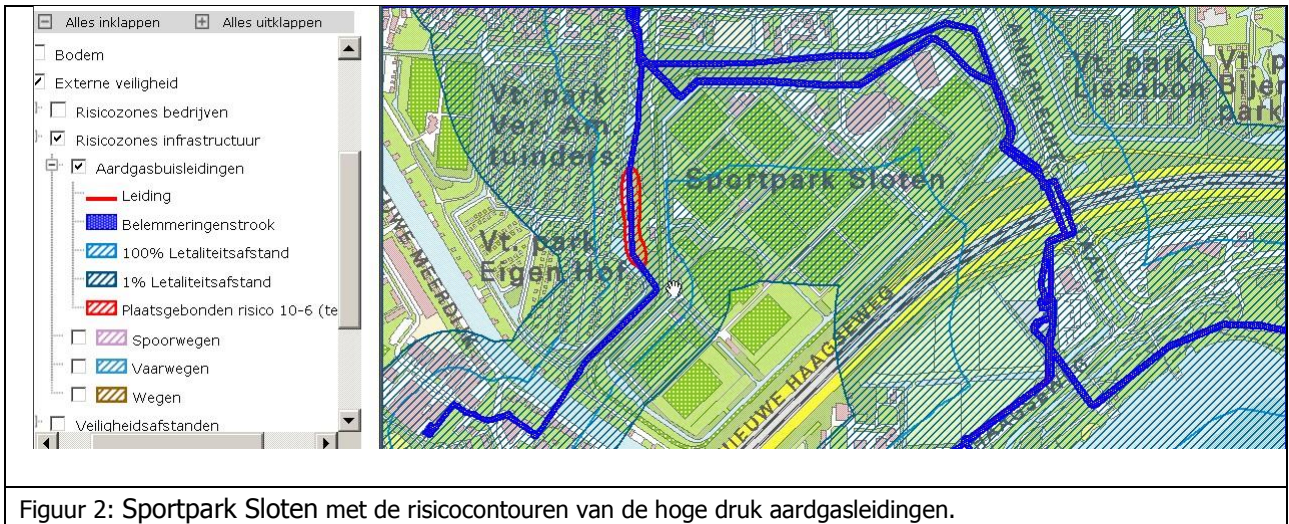 Alles inklappen Alles uitklappen
Bodem
Externe veiligheid
Risicozones bedrijven
Risicozones infrastructuur
Aardgasbuisleidingen
Leiding
Belemmeringenstrook
100% Letaliteitsafstand
1% Letaliteitsafstand
Plaatsgebonden risico 10-6 (te
Spoorwegen
Vaarwegen
Wegen
Veiligheidsafstanden
Vt. park
Ver. Am.
tuinders
Vt. park
Eigen Hof
Sportpark Sloten
ANDERLECHT
Vt. park
Lissabon
Vt. p
Bijen
park
NIEUWE HAAGSEWEG
Figuur 2: Sportpark Sloten met de risicocontouren van de hoge druk aardgasleidingen.